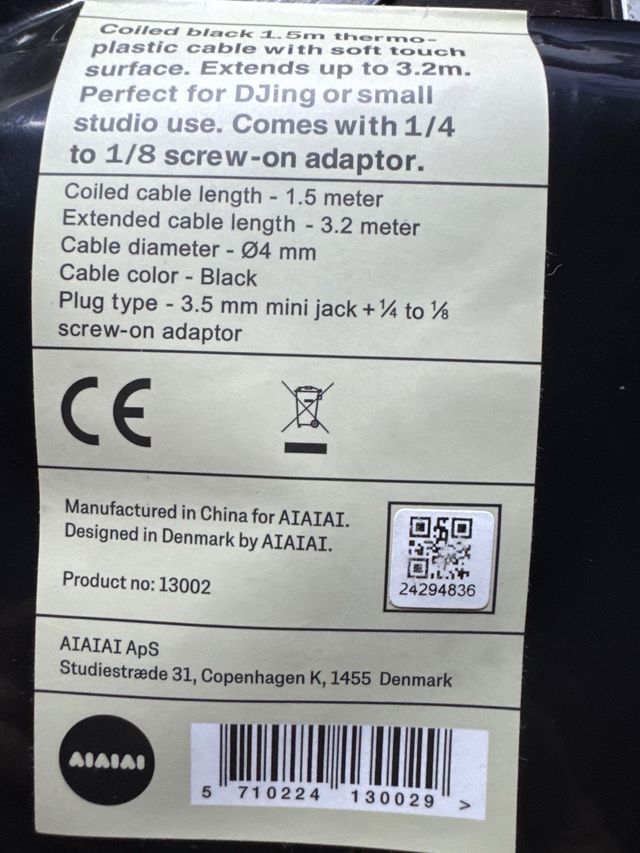 Coiled black 1.5m thermo-
plastic cable with soft touch
surface. Extends up to 3.2m.
Perfect for DJing or small
studio use. Comes with 1/4
to 1/8 screw-on adaptor.
Coiled cable length - 1.5 meter
Extended cable length - 3.2 meter
Cable diameter - Ø4 mm
Cable color - Black
Plug type - 3.5 mm mini jack + ¼ to ⅛
screw-on adaptor
CE
Manufactured in China for AIAIAI.
Designed in Denmark by AIAIAI.
Product no: 13002
24294836
AIAIAI ApS
Studiestræde 31, Copenhagen K, 1455 Denmark
AIAIAI
5 710224 130029 >